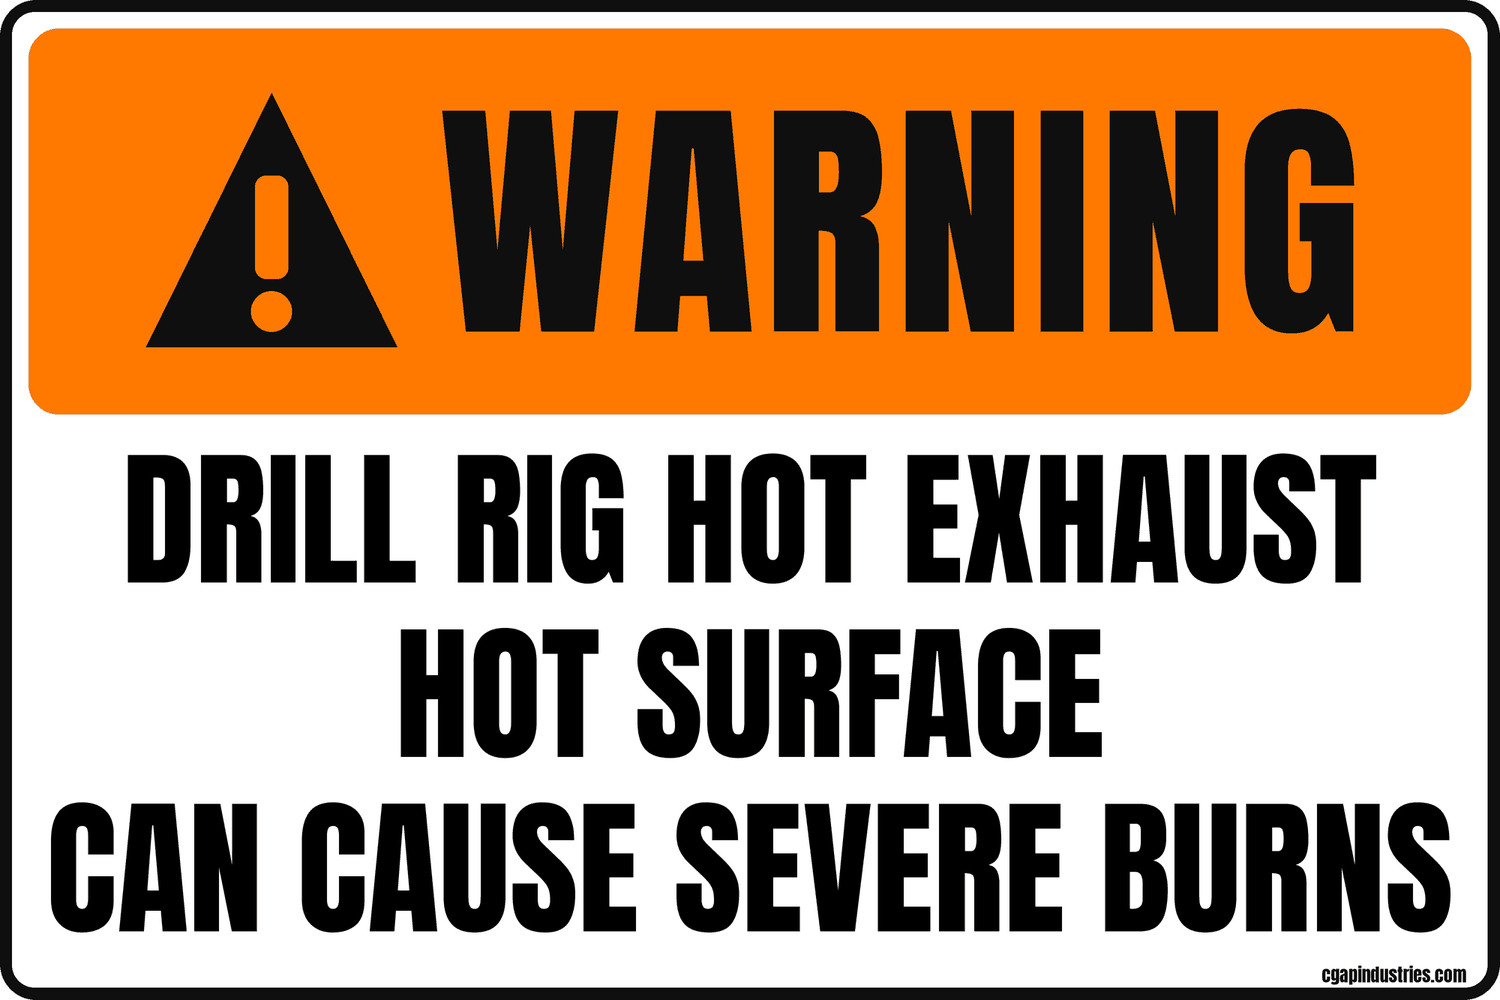 WARNING
DRILL RIG HOT EXHAUST
HOT SURFACE
CAN CAUSE SEVERE BURNS
cgapindustries.com